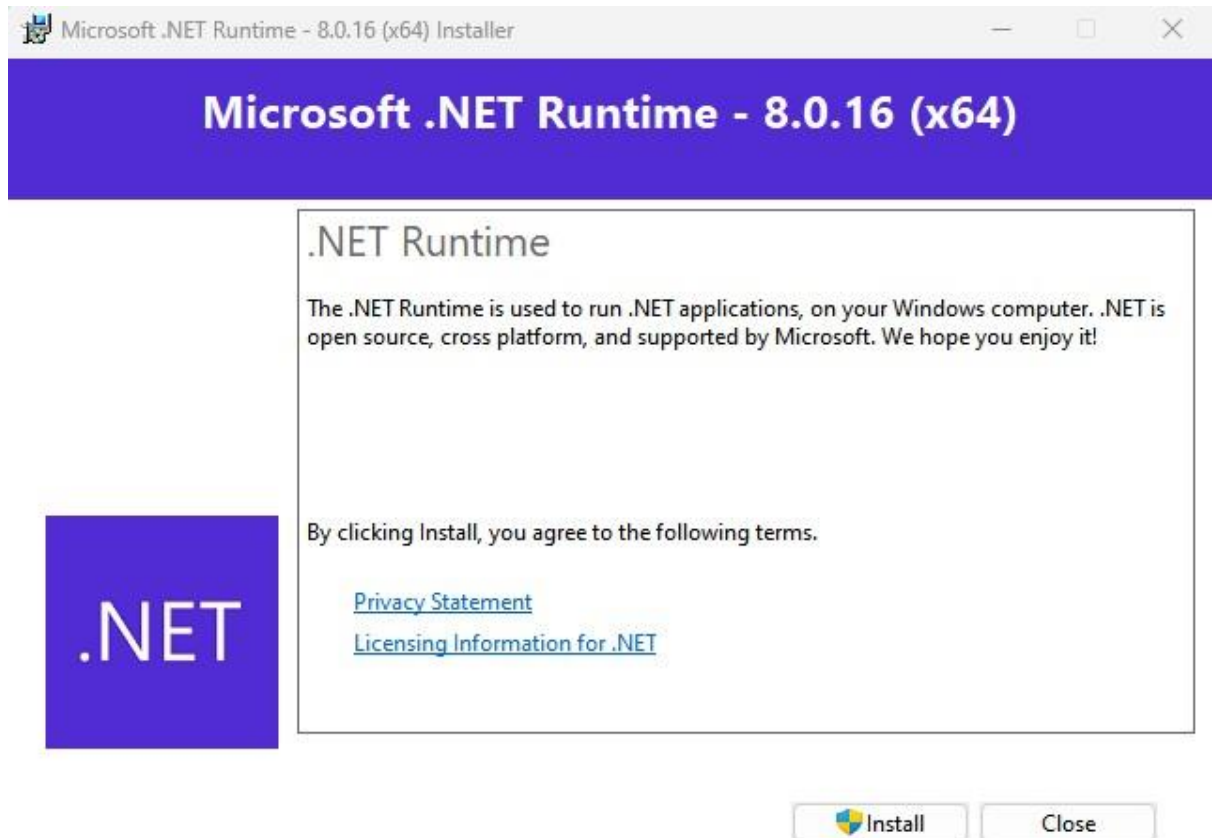 Microsoft .NET Runtime - 8.0.16 (x64) Installer
Microsoft .NET Runtime - 8.0.16 (x64)
.NET Runtime
The .NET Runtime is used to run .NET applications, on your Windows computer. .NET is
open source, cross platform, and supported by Microsoft. We hope you enjoy it!
By clicking Install, you agree to the following terms.
Privacy Statement
Licensing Information for .NET
.NET
Install
Close